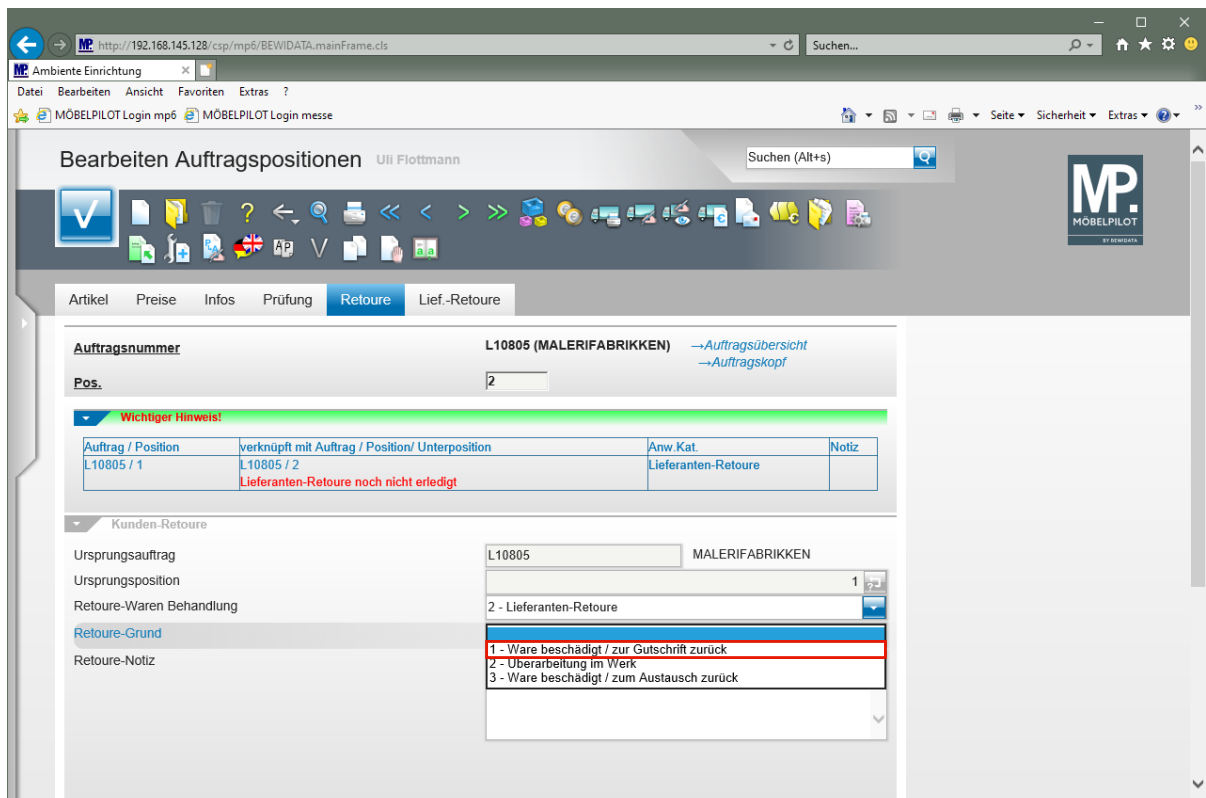 http://192.168.145.128/csp/mp6/BEWIDATA.mainFrame.cls
Suchen...
MP. Ambiente Einrichtung
Datei Bearbeiten Ansicht Favoriten Extras ?
MÖBELPILOT Login mp6 MÖBELPILOT Login messe
Seite Sicherheit Extras
Bearbeiten Auftragspositionen Uli Flottmann
Suchen (Alt+s)
MP.
MÖBELPILOT
BY BEWIDATA
Artikel Preise Infos Prüfung Retoure Lief.-Retoure
Auftragsnummer L10805 (MALERIFABRIKKEN) →Auftragsübersicht
→Auftragskopf
Pos. 2
Wichtiger Hinweis!
Auftrag / Position verknüpft mit Auftrag / Position/ Unterposition Anw.Kat. Notiz
L10805 / 1 L10805 / 2 Lieferanten-Retoure
Lieferanten-Retoure noch nicht erledigt
Kunden-Retoure
Ursprungsauftrag L10805 MALERIFABRIKKEN
Ursprungsposition 1
Retoure-Waren Behandlung 2 - Lieferanten-Retoure
Retoure-Grund
1 - Ware beschädigt / zur Gutschrift zurück
Retoure-Notiz 2 - Überarbeitung im Werk
3 - Ware beschädigt / zum Austausch zurück